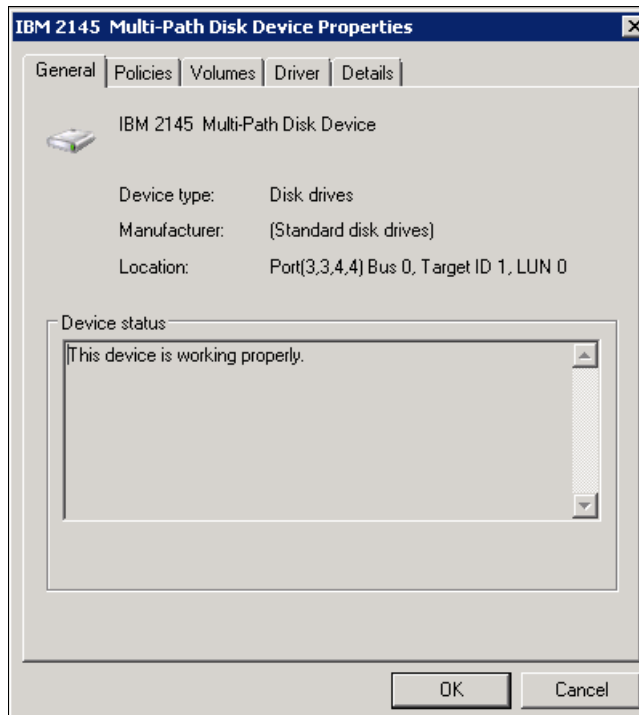 IBM 2145 Multi-Path Disk Device Properties
General Policies Volumes Driver Details
IBM 2145 Multi-Path Disk Device
Device type: Disk drives
Manufacturer: (Standard disk drives)
Location: Port(3,3,4,4) Bus 0, Target ID 1, LUN 0
Device status
This device is working properly.
OK Cancel